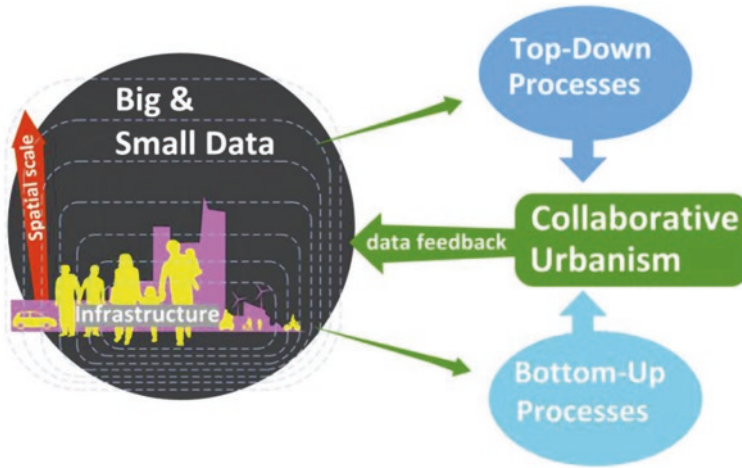 Big &
Small Data
Spatial scale
Infrastructure
Top-Down
Processes
data feedback
Collaborative
Urbanism
Bottom-Up
Processes